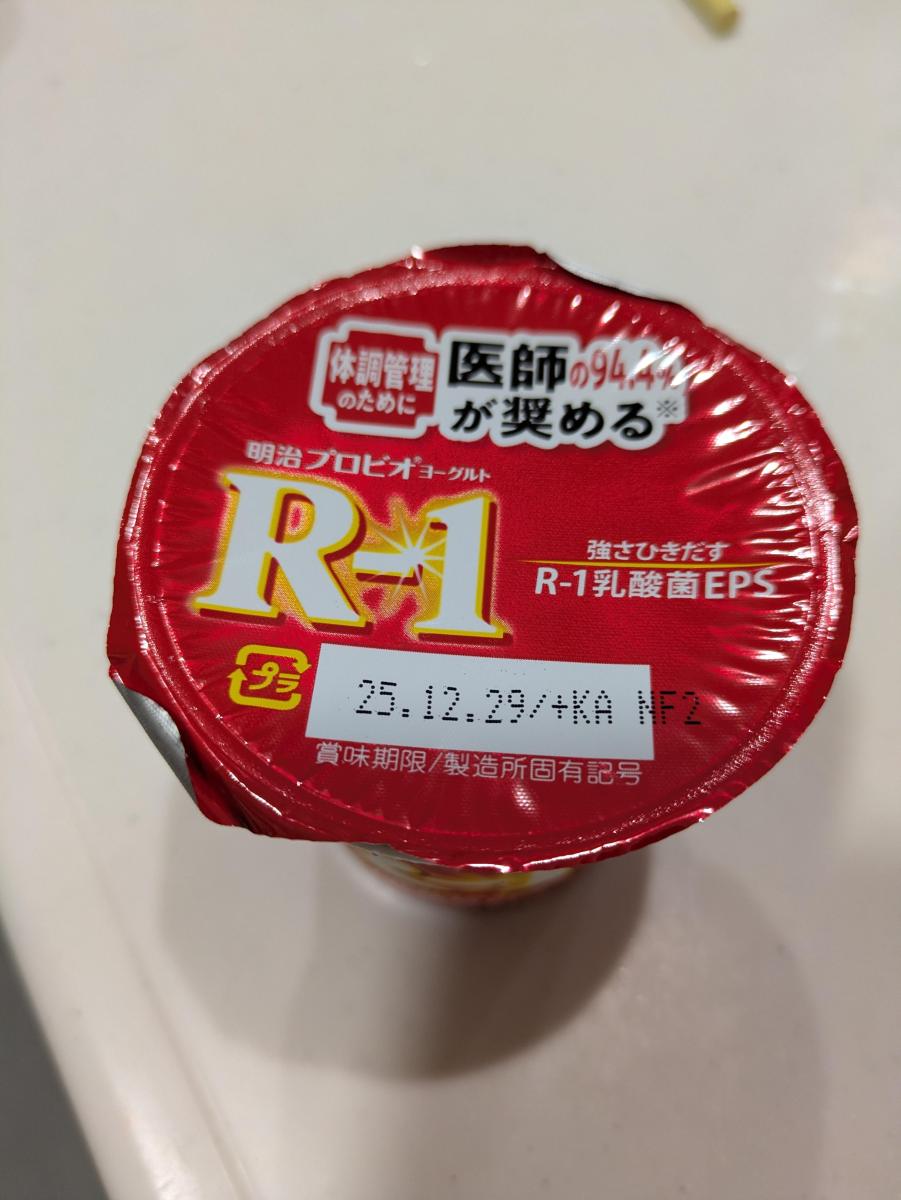 体調管理
のために
医師の94.4%
が奨める※
明治プロビオヨーグルト
R-1
強さひきだす
R-1乳酸菌EPS
プラ
25.12.29/+KA NF2
賞味期限/製造所固有記号